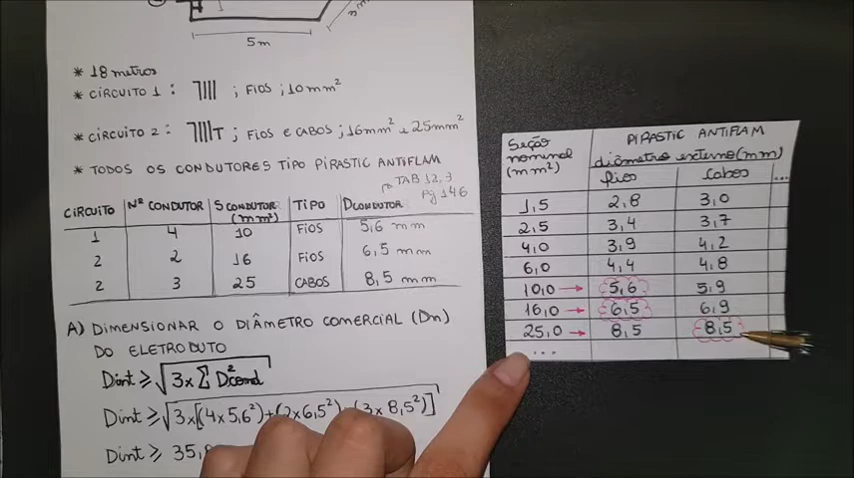 5m
* 18 metros
* CIRCUITO 1 : ; FIOS ; 10mm²
* CIRCUITO 2 : T ; FIOS E CABOS ; 16mm² e 25mm²
* TODOS OS CONDUTORES TIPO PIRASTIC ANTIFLAM
TAB 12.3
Pg 146
CIRCUITO Nº CONDUTOR S CONDUTOR (mm²) TIPO DCONDUTOR
1 4 10 FIOS 5,6 mm
2 2 16 FIOS 6,5 mm
2 3 25 CABOS 8,5 mm
A) DIMENSIONAR O DIÂMETRO COMERCIAL (Dn)
DO ELETRODUTO
Dint ≥ √3x∑ D²cond
Dint ≥ √3x[(4x5,6²)+(2x6,5²)+(3x8,5²)]
Dint ≥ 35,
Seção nominal (mm²)
PIRASTIC ANTIFLAM
diâmetro externo (mm)
fios cabos ...
1,5 2,8 3,0
2,5 3,4 3,7
4,0 3,9 4,2
6,0 4,4 4,8
10,0 → 5,6 5,9
16,0 → 6,5 6,9
25,0 → 8,5 8,5
...